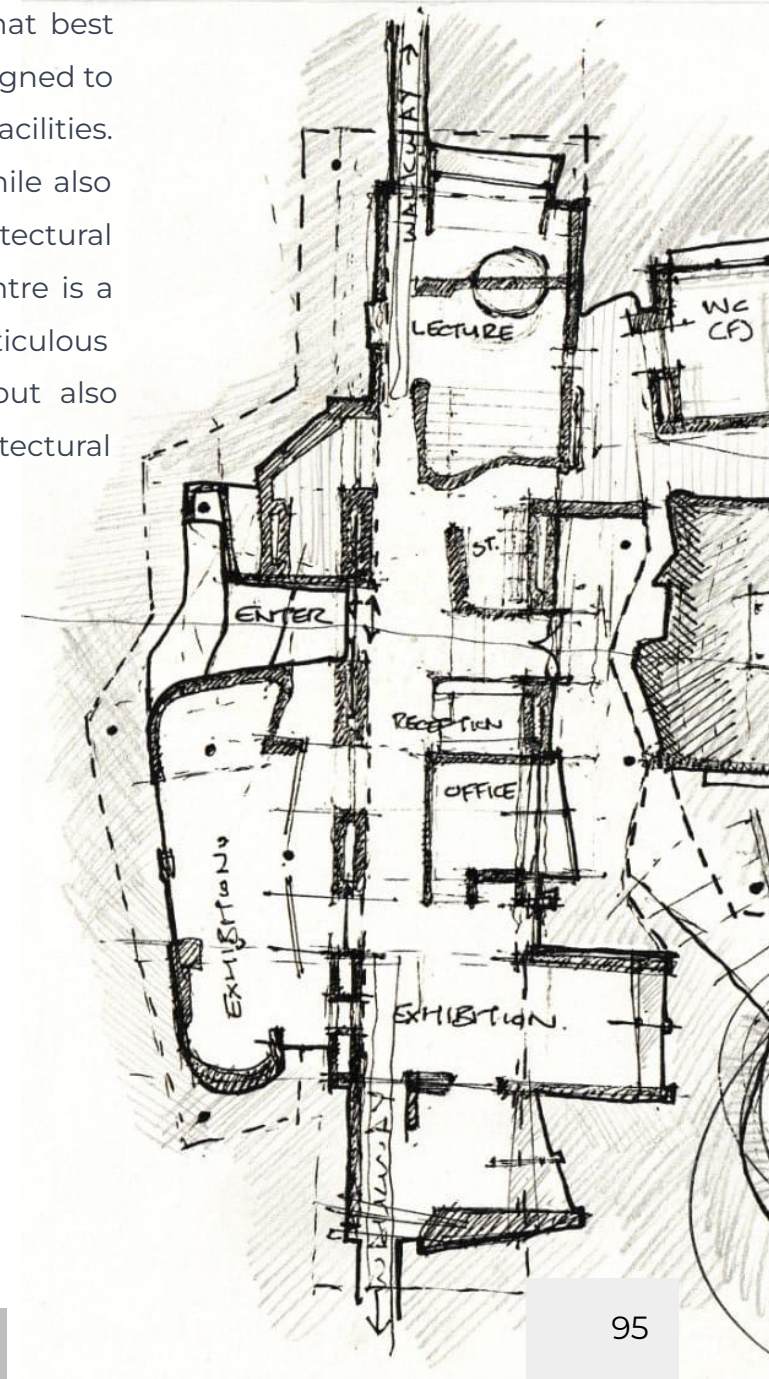 hat best
gned to
acilities.
hile also
tectural
ntre is a
ticulous
out also
tectural
WALKWAY
LECTURE
WC
(F)
ST.
ENTER
RECEPTION
OFFICE
EXHIBITION
EXHIBITION.
WALKWAY
95